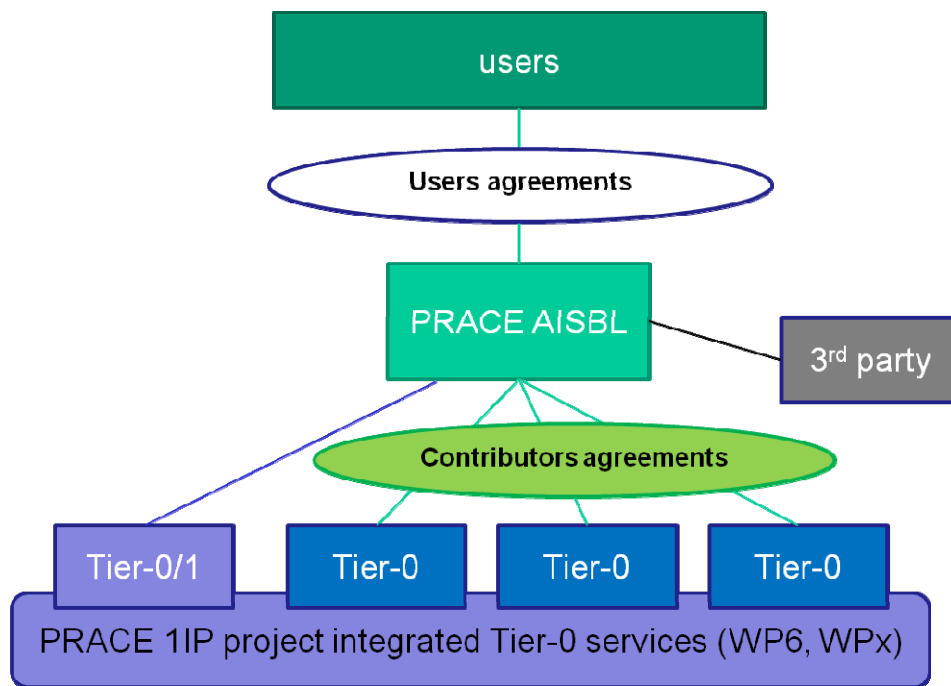 users
Users agreements
PRACE AISBL
3rd party
Contributors agreements
Tier-0/1
Tier-0
Tier-0
Tier-0
PRACE 1IP project integrated Tier-0 services (WP6, WPx)